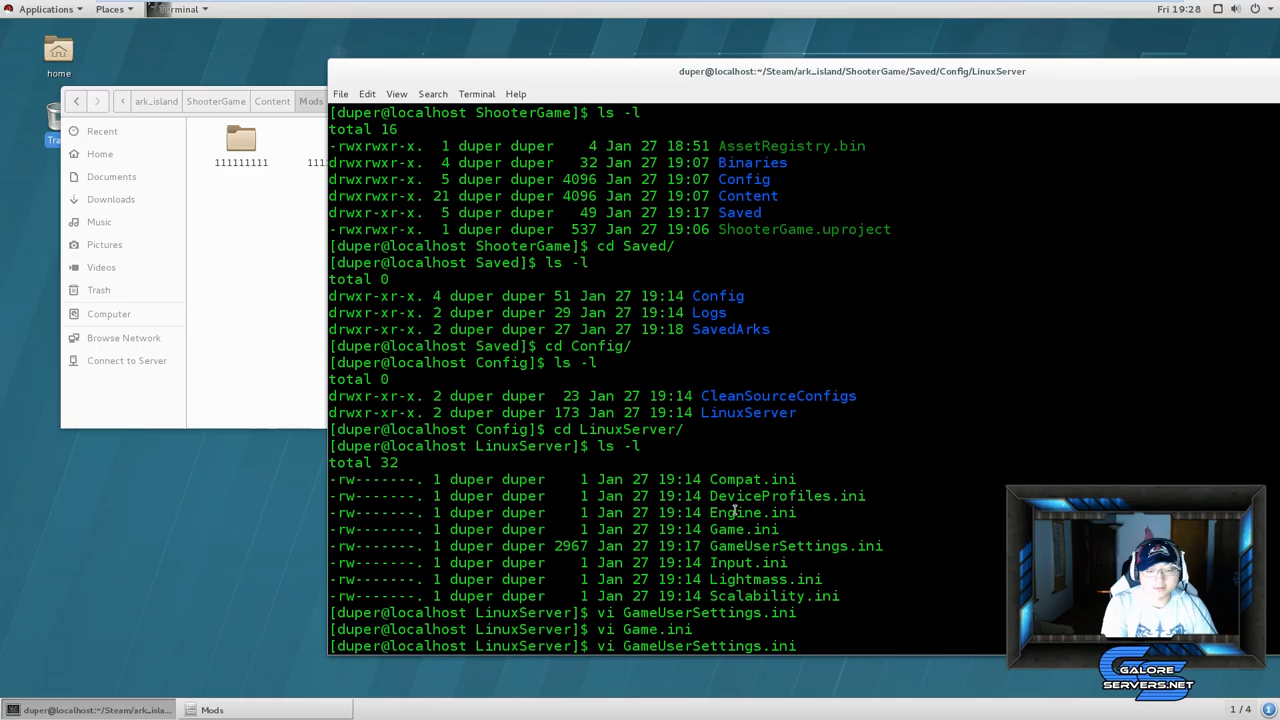 Applications Places Terminal Fri 19:28
home
duper@localhost:~/Steam/ark_island/ShooterGame/Saved/Config/LinuxServer
File Edit View Search Terminal Help
ark_island ShooterGame Content Mods
Recent
Home
Documents
Downloads
Music
Pictures
Videos
Trash
Computer
Browse Network
Connect to Server
111111111
[duper@localhost ShooterGame]$ ls -l
total 16
-rwxrwxr-x. 1 duper duper 4 Jan 27 18:51 AssetRegistry.bin
drwxr-xr-x. 4 duper duper 32 Jan 27 19:07 Binaries
drwxrwxr-x. 5 duper duper 4096 Jan 27 19:07 Config
drwxrwxr-x. 21 duper duper 4096 Jan 27 19:07 Content
drwxr-xr-x. 5 duper duper 49 Jan 27 19:17 Saved
-rwxrwxr-x. 1 duper duper 537 Jan 27 19:06 ShooterGame.uproject
[duper@localhost ShooterGame]$ cd Saved/
[duper@localhost Saved]$ ls -l
total 0
drwxr-xr-x. 4 duper duper 51 Jan 27 19:14 Config
drwxr-xr-x. 2 duper duper 29 Jan 27 19:14 Logs
drwxr-xr-x. 2 duper duper 27 Jan 27 19:18 SavedArks
[duper@localhost Saved]$ cd Config/
[duper@localhost Config]$ ls -l
total 0
drwxr-xr-x. 2 duper duper 23 Jan 27 19:14 CleanSourceConfigs
drwxr-xr-x. 2 duper duper 173 Jan 27 19:14 LinuxServer
[duper@localhost Config]$ cd LinuxServer/
[duper@localhost LinuxServer]$ ls -l
total 32
-rw-------. 1 duper duper 1 Jan 27 19:14 Compat.ini
-rw-------. 1 duper duper 1 Jan 27 19:14 DeviceProfiles.ini
-rw-------. 1 duper duper 1 Jan 27 19:14 Engine.ini
-rw-------. 1 duper duper 1 Jan 27 19:14 Game.ini
-rw-------. 1 duper duper 2967 Jan 27 19:17 GameUserSettings.ini
-rw-------. 1 duper duper 1 Jan 27 19:14 Input.ini
-rw-------. 1 duper duper 1 Jan 27 19:14 Lightmass.ini
-rw-------. 1 duper duper 1 Jan 27 19:14 Scalability.ini
[duper@localhost LinuxServer]$ vi GameUserSettings.ini
[duper@localhost LinuxServer]$ vi Game.ini
[duper@localhost LinuxServer]$ vi GameUserSettings.ini
GALORE
SERVERS.NET
duper@localhost:~/Steam/ark_isla... Mods 1 / 4